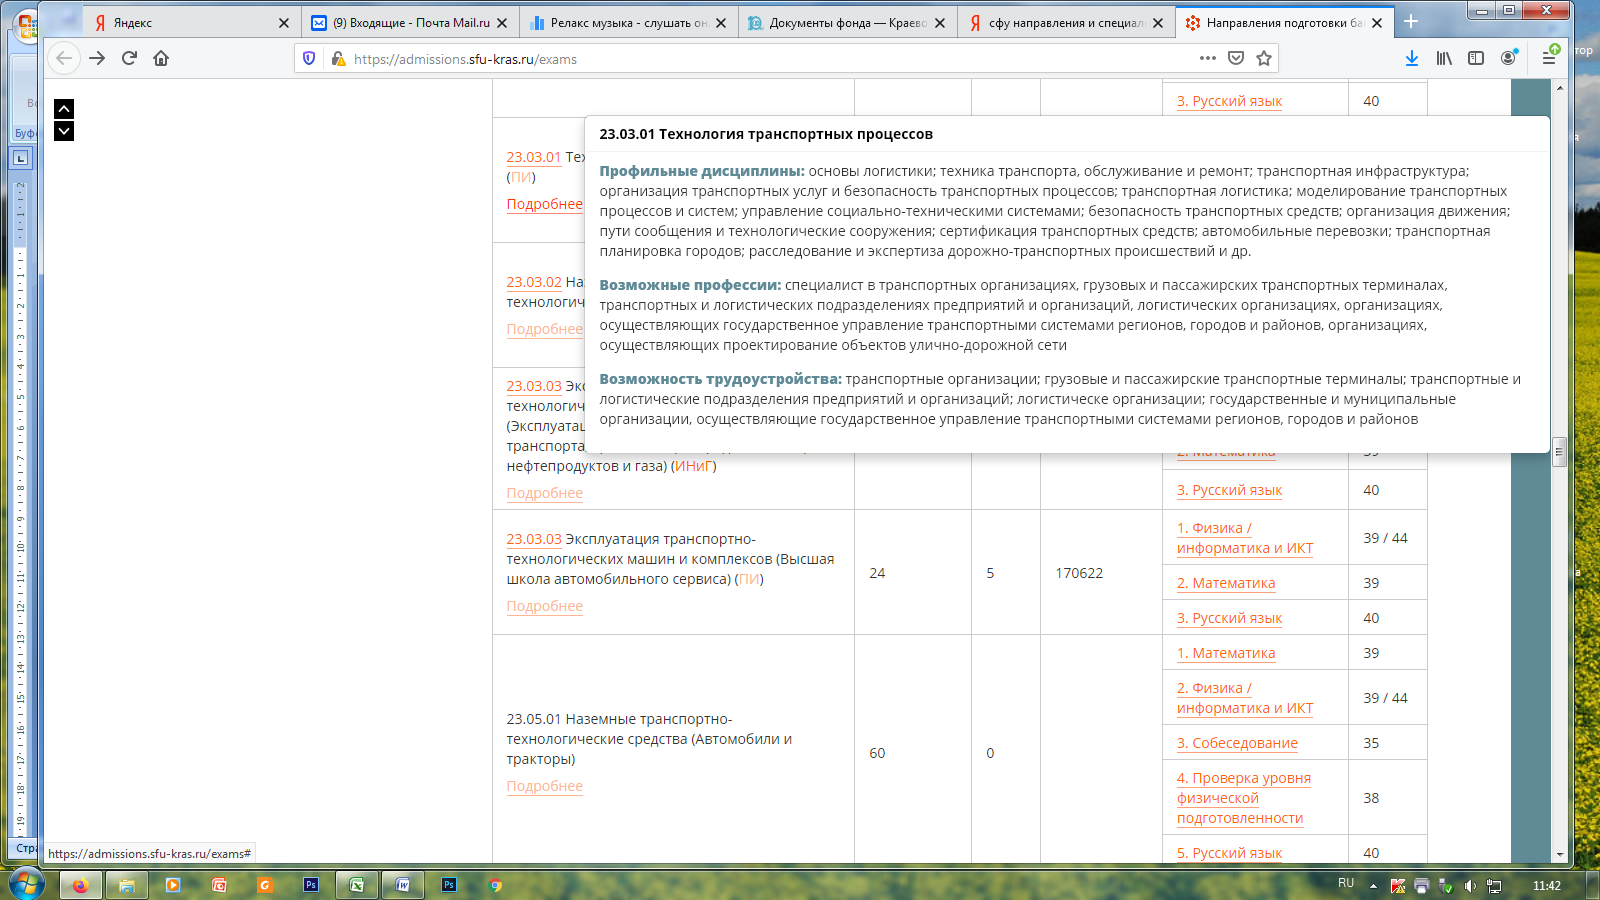 Яндекс
(9) Входящие - Почта Mail.ru
Релакс музыка - слушать он
Документы фонда — Краево
сфу направления и специал
Направления подготовки ба
https://admissions.sfu-kras.ru/exams
3. Русский язык
40
23.03.01 Те
(ПИ)
Подробнее
23.03.01 Технология транспортных процессов
Профильные дисциплины: основы логистики; техника транспорта, обслуживание и ремонт; транспортная инфраструктура;
организация транспортных услуг и безопасность транспортных процессов; транспортная логистика; моделирование транспортных
процессов и систем; управление социально-техническими системами; безопасность транспортных средств; организация движения;
пути сообщения и технологические сооружения; сертификация транспортных средств; автомобильные перевозки; транспортная
планировка городов; расследование и экспертиза дорожно-транспортных происшествий и др.
Возможные профессии: специалист в транспортных организациях, грузовых и пассажирских транспортных терминалах,
транспортных и логистических подразделениях предприятий и организаций, логистических организациях, организациях,
осуществляющих государственное управление транспортными системами регионов, городов и районов, организациях,
осуществляющих проектирование объектов улично-дорожной сети
Возможность трудоустройства: транспортные организации; грузовые и пассажирские транспортные терминалы; транспортные и
логистические подразделения предприятий и организаций; логистическе организации; государственные и муниципальные
организации, осуществляющие государственное управление транспортными системами регионов, городов и районов
23.03.02 На
технологич
Подробнее
23.03.03 Экс
технологич
(Эксплуатац
транспорта
нефтепродуктов и газа) (ИНиГ)
Подробнее
2. Математика
39
3. Русский язык
40
23.03.03 Эксплуатация транспортно-
технологических машин и комплексов (Высшая
школа автомобильного сервиса) (ПИ)
Подробнее
24
5
170622
1. Физика /
информатика и ИКТ
39 / 44
2. Математика
39
3. Русский язык
40
23.05.01 Наземные транспортно-
технологические средства (Автомобили и
тракторы)
Подробнее
60
0
1. Математика
39
2. Физика /
информатика и ИКТ
39 / 44
3. Собеседование
35
4. Проверка уровня
физической
подготовленности
38
5. Русский язык
40
https://admissions.sfu-kras.ru/exams#
RU
11:42